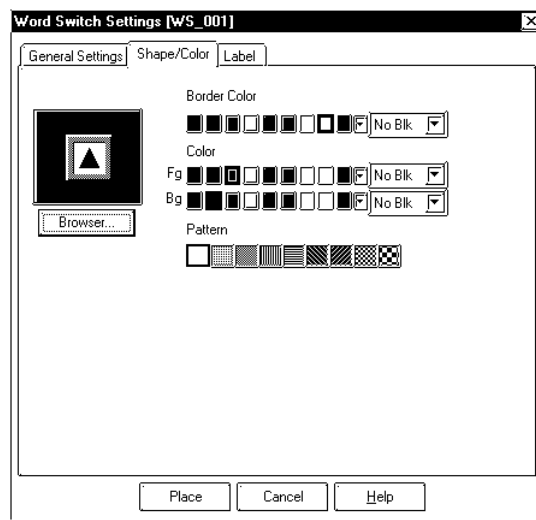 Word Switch Settings [WS_001]
General Settings Shape/Color Label
Border Color
No Blk
Color
Fg No Blk
Bg No Blk
Browser...
Pattern
Place Cancel Help